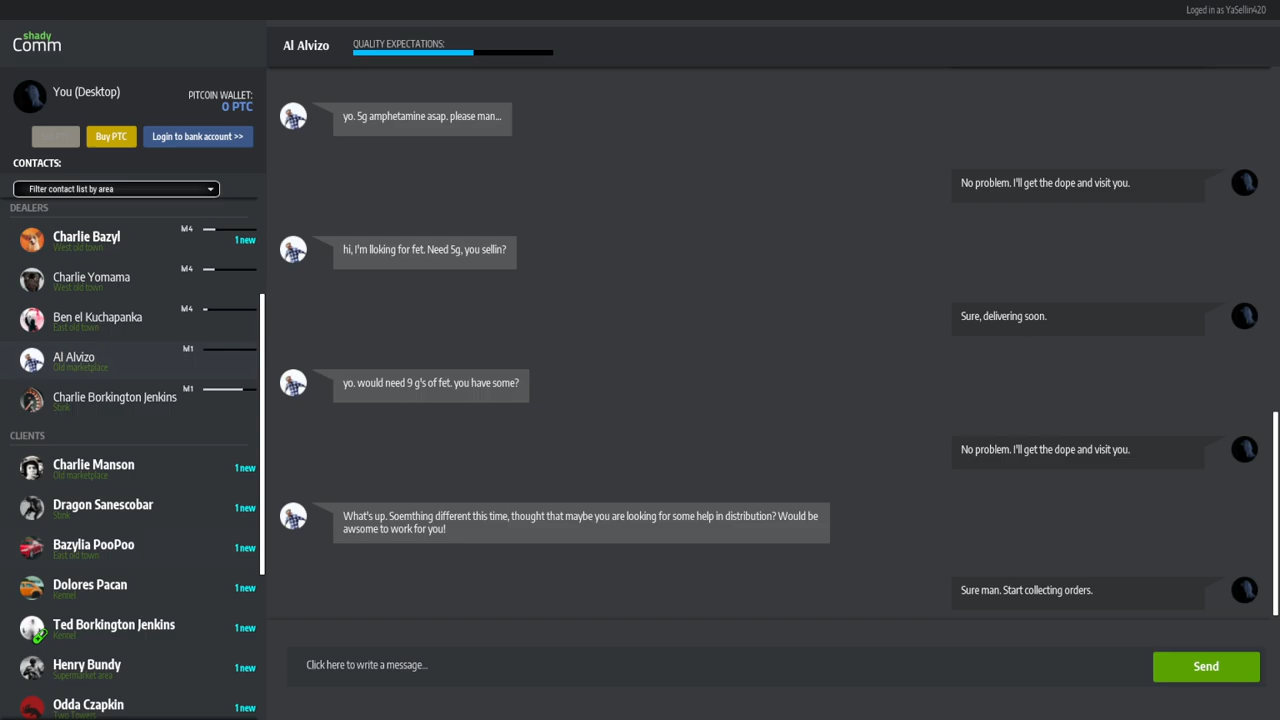 Loged in as YaSellin420
shady
Comm
You (Desktop)
PITCOIN WALLET:
0 PTC
Buy PTC
Login to bank account >>
CONTACTS:
Filter contact list by area
DEALERS
Charlie Bazyl
West old town
M4
1 new
Charlie Yomama
West old town
M4
Ben el Kuchapanka
East old town
M4
Al Alvizo
Old marketplace
M1
Charlie Borkington Jenkins
Stink
M1
CLIENTS
Charlie Manson
Old marketplace
1 new
Dragon Sanescobar
Stink
1 new
Bazylia PooPoo
East old town
1 new
Dolores Pacan
Kennel
1 new
Ted Borkington Jenkins
Kennel
1 new
Henry Bundy
Supermarket area
1 new
Odda Czapkin
Two Towers
1 new
Al Alvizo
QUALITY EXPECTATIONS:
yo. 5g amphetamine asap. please man...
No problem. I'll get the dope and visit you.
hi, I'm lloking for fet. Need 5g, you sellin?
Sure, delivering soon.
yo. would need 9 g's of fet. you have some?
No problem. I'll get the dope and visit you.
What's up. Soemthing different this time, thought that maybe you are looking for some help in distribution? Would be
awsome to work for you!
Sure man. Start collecting orders.
Click here to write a message...
Send